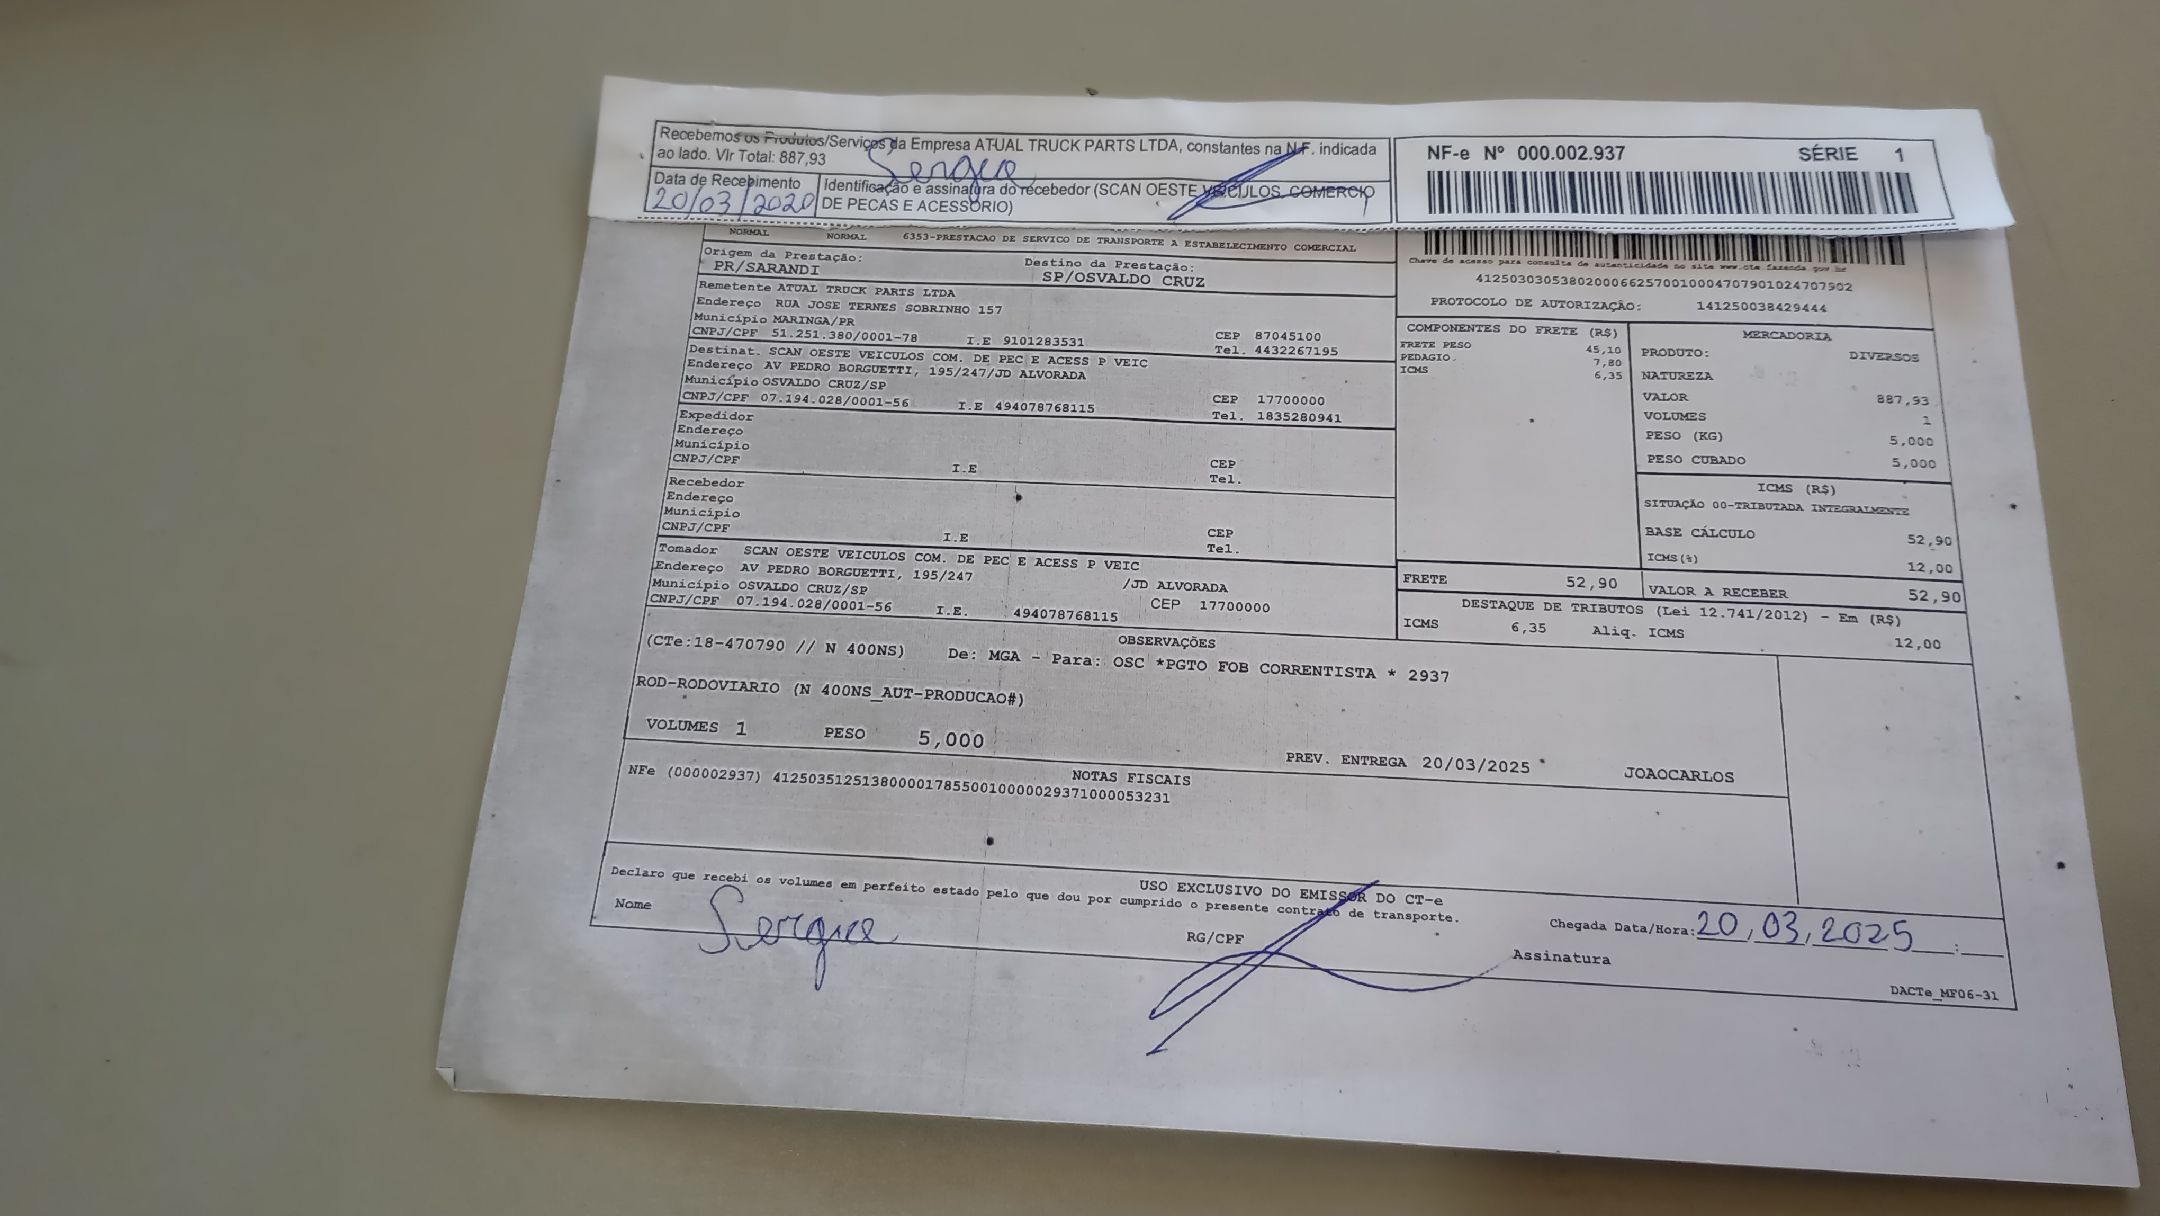 Recebemos os Produtos/Serviços da Empresa ATUAL TRUCK PARTS LTDA, constantes na N.F. indicada
ao lado. Vlr Total: 887,93
Data de Recebimento
20/03/2020
Identificação e assinatura do recebedor (SCAN OESTE VEICULOS. COMERCIO
DE PECAS E ACESSORIO)
NF-e Nº 000.002.937 SÉRIE 1
NORMAL NORMAL 6353-PRESTACAO DE SERVICO DE TRANSPORTE A ESTABELECIMENTO COMERCIAL
Origem da Prestação:
PR/SARANDI
Destino da Prestação:
SP/OSVALDO CRUZ
Remetente ATUAL TRUCK PARTS LTDA
Endereço RUA JOSE TERNES SOBRINHO 157
Município MARINGA/PR
CNPJ/CPF 51.251.380/0001-78 I.E 9101283531
CEP 87045100
Tel. 4432267195
Destinat. SCAN OESTE VEICULOS COM. DE PEC E ACESS P VEIC
Endereço AV PEDRO BORGUETTI, 195/247/JD ALVORADA
Município OSVALDO CRUZ/SP
CNPJ/CPF 07.194.028/0001-56 I.E 494078768115
CEP 17700000
Tel. 1835280941
Expedidor
Endereço
Município
CNPJ/CPF I.E
CEP
Tel.
Recebedor
Endereço
Município
CNPJ/CPF I.E
CEP
Tel.
Tomador SCAN OESTE VEICULOS COM. DE PEC E ACESS P VEIC
Endereço AV PEDRO BORGUETTI, 195/247 /JD ALVORADA
Município OSVALDO CRUZ/SP CEP 17700000
CNPJ/CPF 07.194.028/0001-56 I.E. 494078768115
Chave de acesso para consulta de autenticidade no site www.cte.fazenda.gov.br
41250303053802000662570010004707901024707902
PROTOCOLO DE AUTORIZAÇÃO: 141250038429444
COMPONENTES DO FRETE (R$)
FRETE PESO 45,10
PEDAGIO. 7,80
ICMS 6,35
MERCADORIA
PRODUTO: DIVERSOS
NATUREZA
VALOR 887,93
VOLUMES 1
PESO (KG) 5,000
PESO CUBADO 5,000
ICMS (R$)
SITUAÇÃO 00-TRIBUTADA INTEGRALMENTE
BASE CÁLCULO 52,90
ICMS(%) 12,00
FRETE 52,90
VALOR A RECEBER 52,90
DESTAQUE DE TRIBUTOS (Lei 12.741/2012) - Em (R$)
ICMS 6,35 Aliq. ICMS 12,00
OBSERVAÇÕES
(CTe:18-470790 // N 400NS) De: MGA - Para: OSC *PGTO FOB CORRENTISTA * 2937
ROD-RODOVIARIO (N 400NS_AUT-PRODUCAO#)
VOLUMES 1 PESO 5,000
PREV. ENTREGA 20/03/2025 JOAOCARLOS
NOTAS FISCAIS
NFe (000002937) 41250351251380000178550010000029371000053231
USO EXCLUSIVO DO EMISSOR DO CT-e
Declaro que recebi os volumes em perfeito estado pelo que dou por cumprido o presente contrato de transporte.
Nome
RG/CPF
Assinatura
Chegada Data/Hora: 20,03,2025 :
DACTe_MF06-31